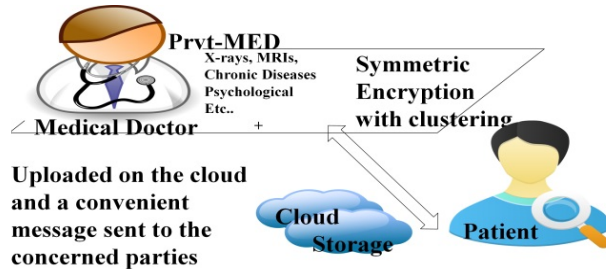 Prvt-MED
X-rays, MRIs,
Chronic Diseases
Psychological
Etc..
+
Symmetric
Encryption
with clustering
Medical Doctor
Uploaded on the cloud
and a convenient
message sent to the
concerned parties
Cloud
Storage
Patient